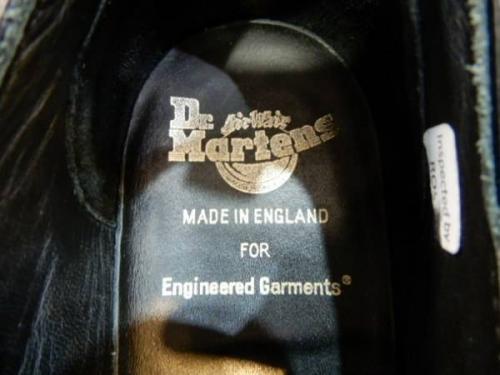 Dr.
AirWair
Martens
MADE IN ENGLAND
FOR
Engineered Garments®
Inspected by